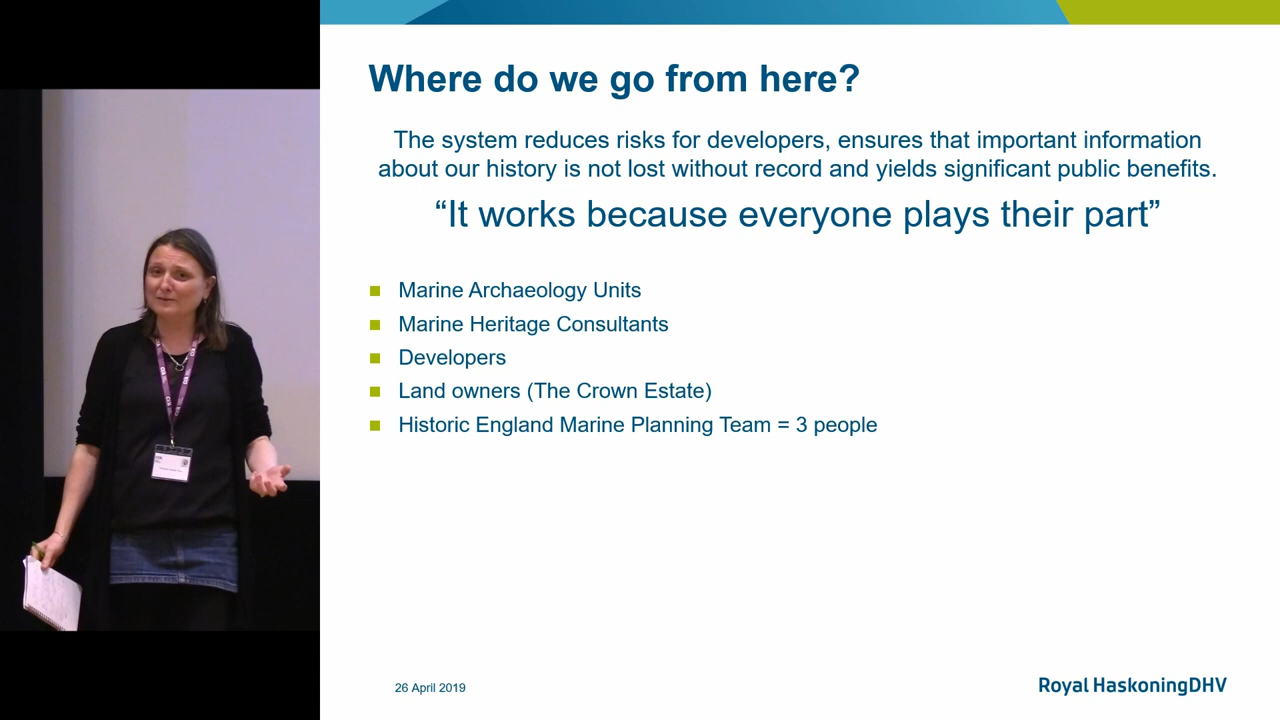 Where do we go from here?
The system reduces risks for developers, ensures that important information
about our history is not lost without record and yields significant public benefits.
“It works because everyone plays their part”
Marine Archaeology Units
Marine Heritage Consultants
Developers
Land owners (The Crown Estate)
Historic England Marine Planning Team = 3 people
26 April 2019
Royal HaskoningDHV